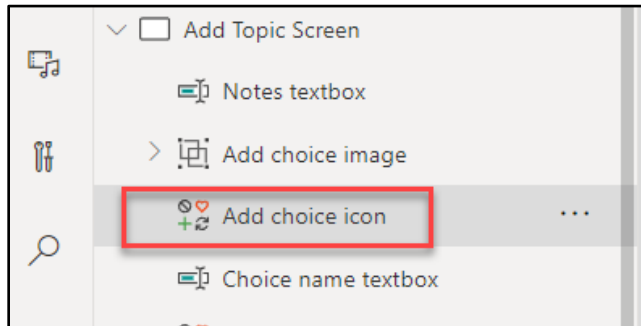 Add Topic Screen
Notes textbox
Add choice image
Add choice icon
Choice name textbox